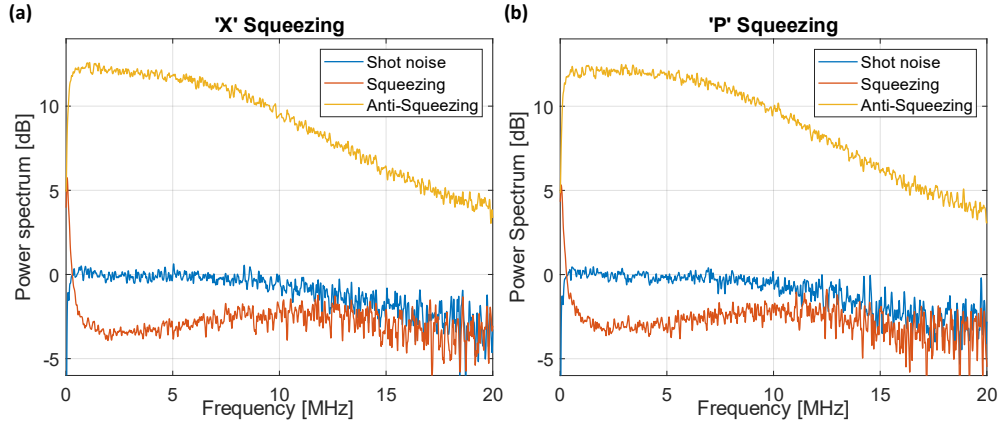 (a)
'X' Squeezing
Shot noise
Squeezing
Anti-Squeezing
Power spectrum [dB]
10
5
0
-5
0
5
10
15
20
Frequency [MHz]
(b)
'P' Squeezing
Shot noise
Squeezing
Anti-Squeezing
Power Spectrum [dB]
10
5
0
-5
0
5
10
15
20
Frequency [MHz]